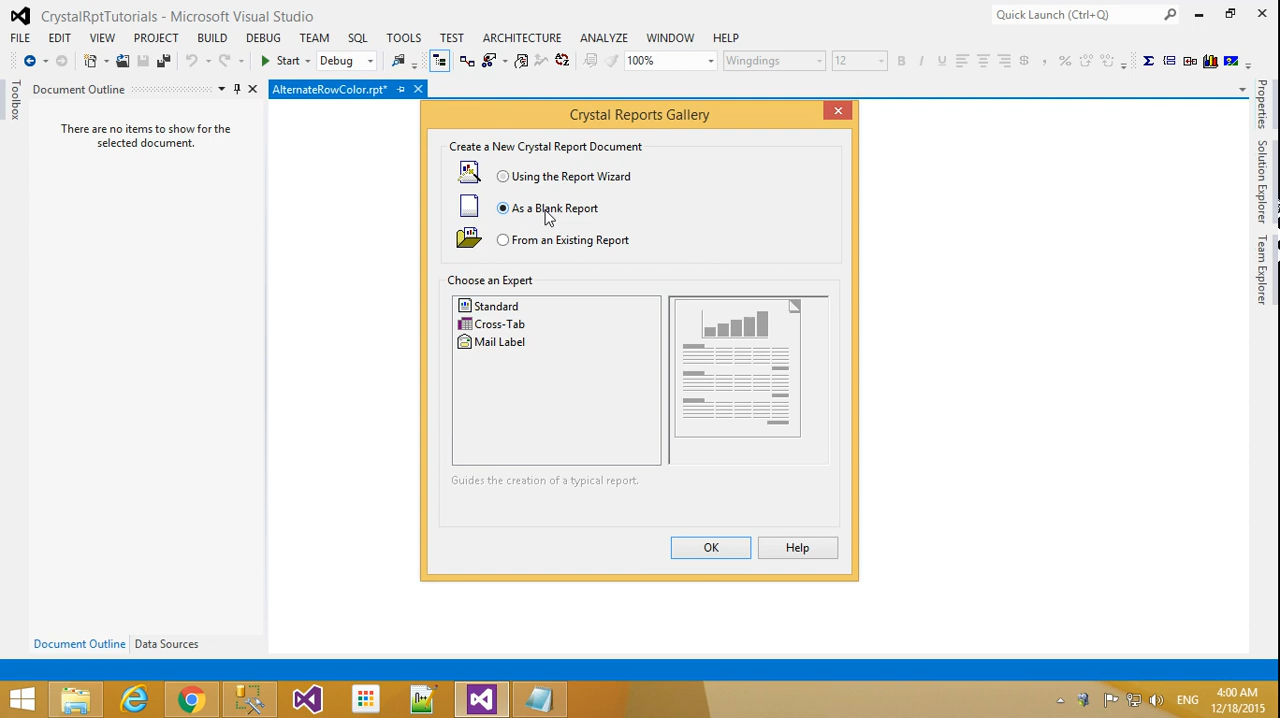 CrystalRptTutorials - Microsoft Visual Studio
Quick Launch (Ctrl+Q)
FILE EDIT VIEW PROJECT BUILD DEBUG TEAM SQL TOOLS TEST ARCHITECTURE ANALYZE WINDOW HELP
Start Debug 100% Wingdings 12 B I U $ , %
Toolbox
Document Outline
There are no items to show for the
selected document.
AlternateRowColor.rpt*
Crystal Reports Gallery
Create a New Crystal Report Document
Using the Report Wizard
As a Blank Report
From an Existing Report
Choose an Expert
Standard
Cross-Tab
Mail Label
Guides the creation of a typical report.
OK Help
Properties
Solution Explorer
Team Explorer
Document Outline Data Sources
ENG
4:00 AM
12/18/2015